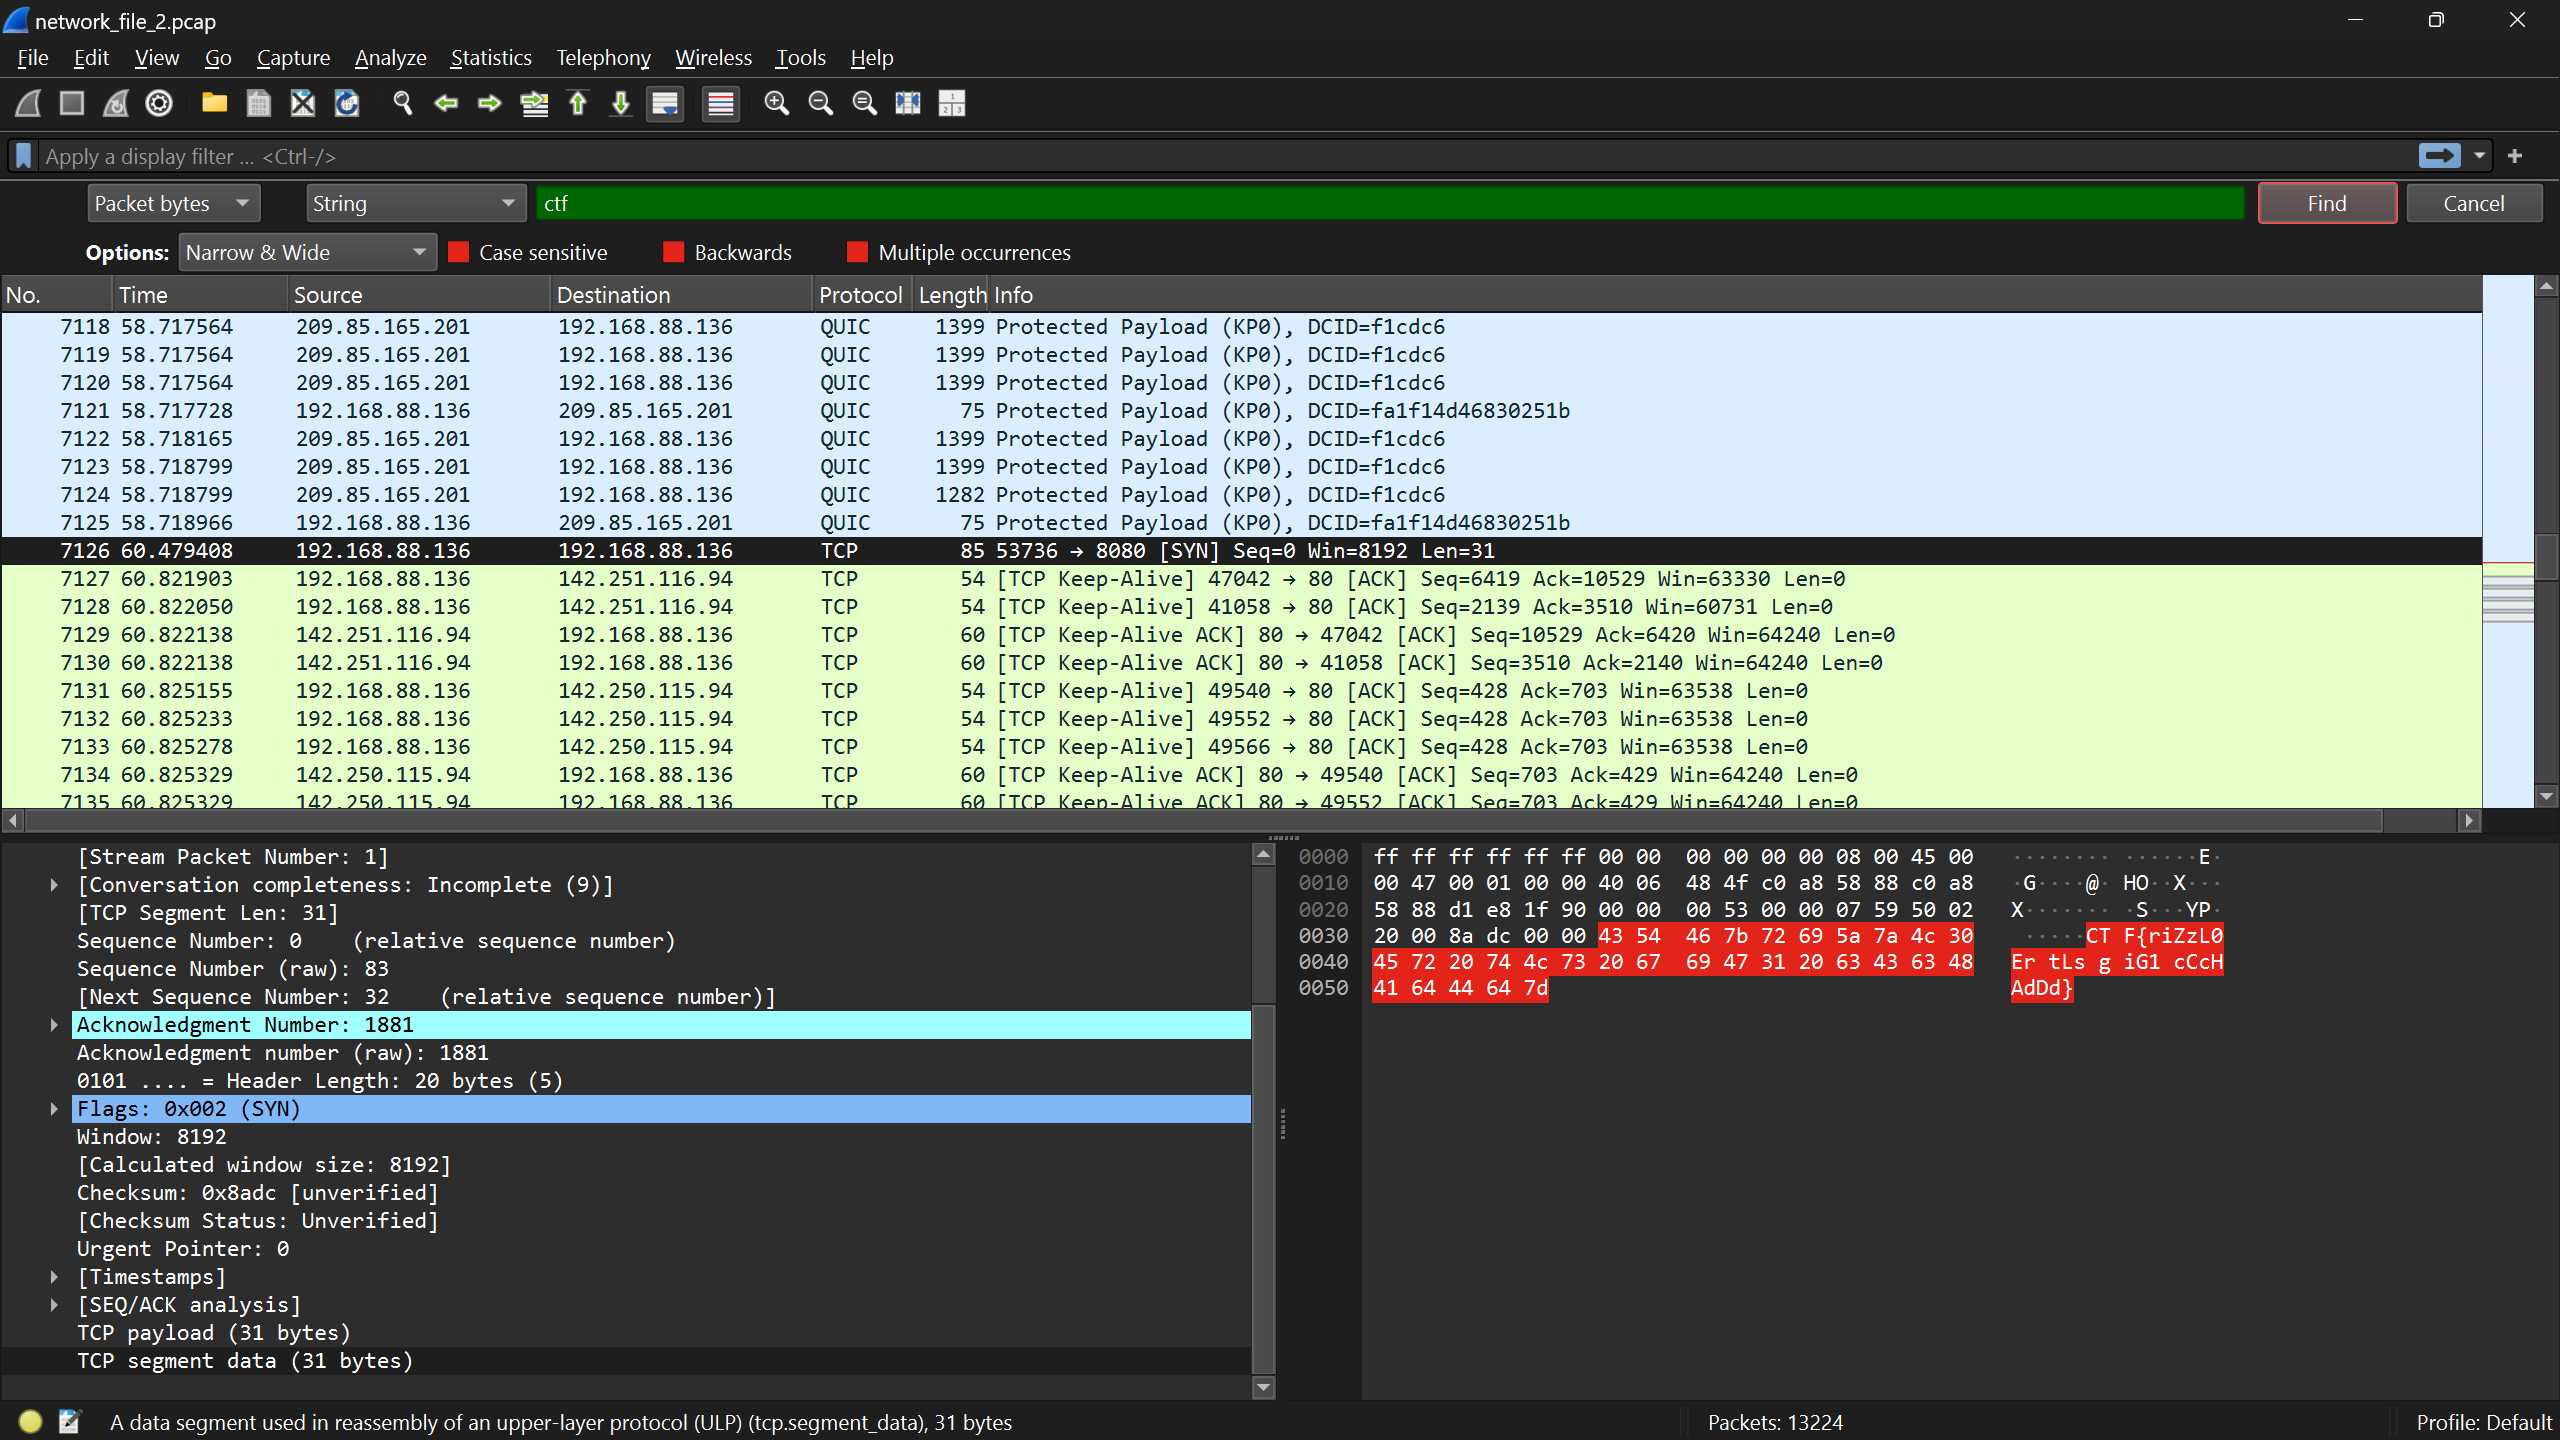 network_file_2.pcap
File Edit View Go Capture Analyze Statistics Telephony Wireless Tools Help
Apply a display filter ... <Ctrl-/>
Packet bytes String ctf Find Cancel
Options: Narrow & Wide Case sensitive Backwards Multiple occurrences
No. Time Source Destination Protocol Length Info
7118 58.717564 209.85.165.201 192.168.88.136 QUIC 1399 Protected Payload (KP0), DCID=f1cdc6
7119 58.717564 209.85.165.201 192.168.88.136 QUIC 1399 Protected Payload (KP0), DCID=f1cdc6
7120 58.717564 209.85.165.201 192.168.88.136 QUIC 1399 Protected Payload (KP0), DCID=f1cdc6
7121 58.717728 192.168.88.136 209.85.165.201 QUIC 75 Protected Payload (KP0), DCID=fa1f14d46830251b
7122 58.718165 209.85.165.201 192.168.88.136 QUIC 1399 Protected Payload (KP0), DCID=f1cdc6
7123 58.718799 209.85.165.201 192.168.88.136 QUIC 1399 Protected Payload (KP0), DCID=f1cdc6
7124 58.718799 209.85.165.201 192.168.88.136 QUIC 1282 Protected Payload (KP0), DCID=f1cdc6
7125 58.718966 192.168.88.136 209.85.165.201 QUIC 75 Protected Payload (KP0), DCID=fa1f14d46830251b
7126 60.479408 192.168.88.136 192.168.88.136 TCP 85 53736 → 8080 [SYN] Seq=0 Win=8192 Len=31
7127 60.821903 192.168.88.136 142.251.116.94 TCP 54 [TCP Keep-Alive] 47042 → 80 [ACK] Seq=6419 Ack=10529 Win=63330 Len=0
7128 60.822050 192.168.88.136 142.251.116.94 TCP 54 [TCP Keep-Alive] 41058 → 80 [ACK] Seq=2139 Ack=3510 Win=60731 Len=0
7129 60.822138 142.251.116.94 192.168.88.136 TCP 60 [TCP Keep-Alive ACK] 80 → 47042 [ACK] Seq=10529 Ack=6420 Win=64240 Len=0
7130 60.822138 142.251.116.94 192.168.88.136 TCP 60 [TCP Keep-Alive ACK] 80 → 41058 [ACK] Seq=3510 Ack=2140 Win=64240 Len=0
7131 60.825155 192.168.88.136 142.250.115.94 TCP 54 [TCP Keep-Alive] 49540 → 80 [ACK] Seq=428 Ack=703 Win=63538 Len=0
7132 60.825233 192.168.88.136 142.250.115.94 TCP 54 [TCP Keep-Alive] 49552 → 80 [ACK] Seq=428 Ack=703 Win=63538 Len=0
7133 60.825278 192.168.88.136 142.250.115.94 TCP 54 [TCP Keep-Alive] 49566 → 80 [ACK] Seq=428 Ack=703 Win=63538 Len=0
7134 60.825329 142.250.115.94 192.168.88.136 TCP 60 [TCP Keep-Alive ACK] 80 → 49540 [ACK] Seq=703 Ack=429 Win=64240 Len=0
7135 60.825329 142.250.115.94 192.168.88.136 TCP 60 [TCP Keep-Alive ACK] 80 → 49552 [ACK] Seq=703 Ack=429 Win=64240 Len=0
[Stream Packet Number: 1]
[Conversation completeness: Incomplete (9)]
[TCP Segment Len: 31]
Sequence Number: 0 (relative sequence number)
Sequence Number (raw): 83
[Next Sequence Number: 32 (relative sequence number)]
Acknowledgment Number: 1881
Acknowledgment number (raw): 1881
0101 .... = Header Length: 20 bytes (5)
Flags: 0x002 (SYN)
Window: 8192
[Calculated window size: 8192]
Checksum: 0x8adc [unverified]
[Checksum Status: Unverified]
Urgent Pointer: 0
[Timestamps]
[SEQ/ACK analysis]
TCP payload (31 bytes)
TCP segment data (31 bytes)
0000 ff ff ff ff ff ff 00 00 00 00 00 00 08 00 45 00 ········ ······E·
0010 00 47 00 01 00 00 40 06 48 4f c0 a8 58 88 c0 a8 ·G····@· HO··X···
0020 58 88 d1 e8 1f 90 00 00 00 53 00 00 07 59 50 02 X······· ·S···YP·
0030 20 00 8a dc 00 00 43 54 46 7b 72 69 5a 7a 4c 30 ·····CT F{riZzL0
0040 45 72 20 74 4c 73 20 67 69 47 31 20 63 43 63 48 Er tLs g iG1 cCcH
0050 41 64 44 64 7d AdDd}
A data segment used in reassembly of an upper-layer protocol (ULP) (tcp.segment_data), 31 bytes
Packets: 13224
Profile: Default